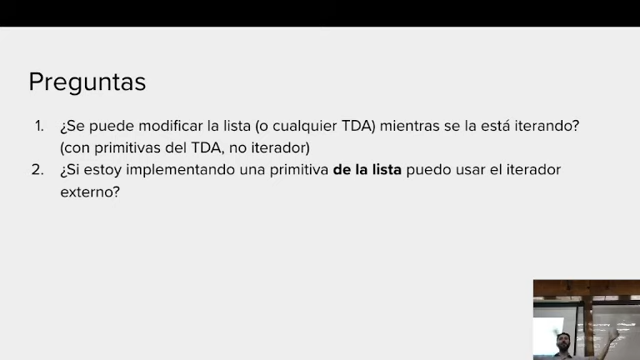 Preguntas
1. ¿Se puede modificar la lista (o cualquier TDA) mientras se la está iterando?
(con primitivas del TDA, no iterador)
2. ¿Si estoy implementando una primitiva de la lista puedo usar el iterador
externo?